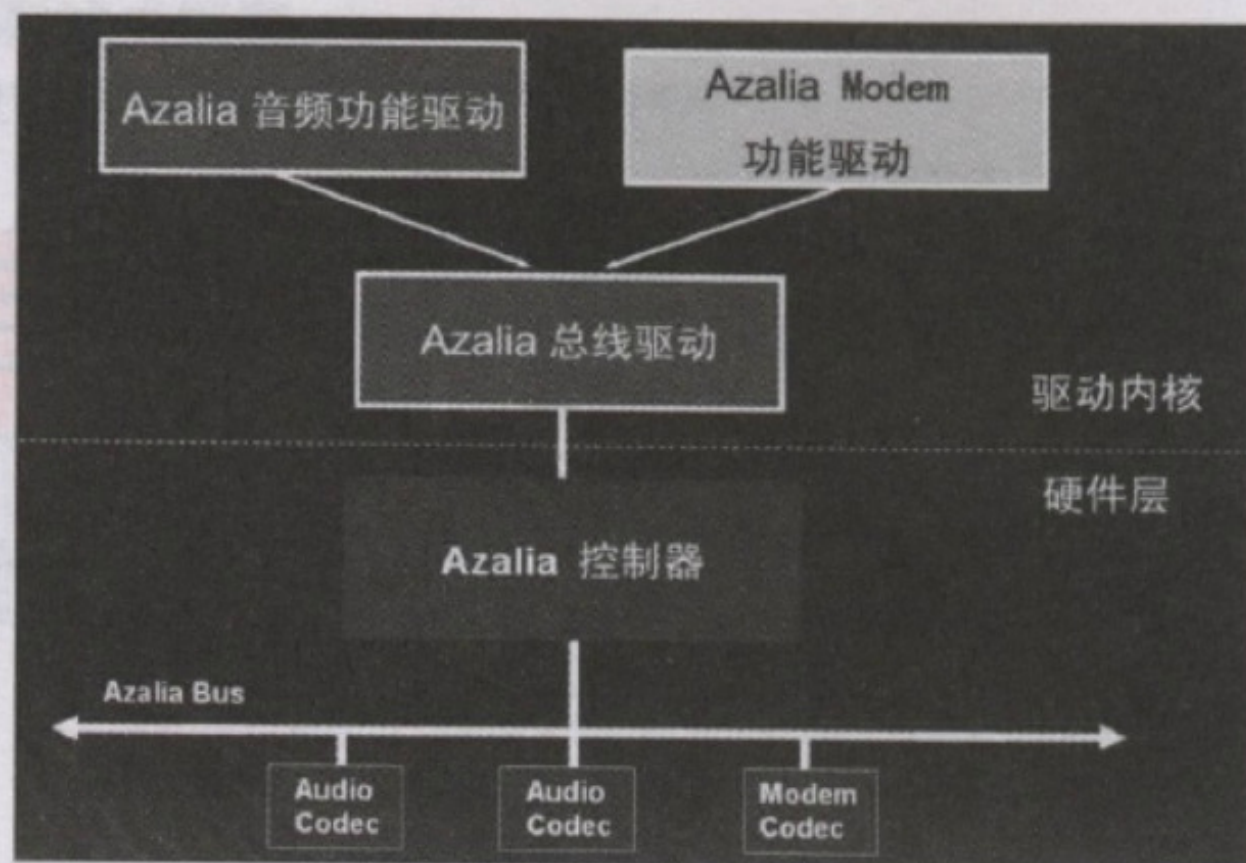 Azalia 音频功能驱动
Azalia Modem
功能驱动
Azalia 总线驱动
驱动内核
硬件层
Azalia 控制器
Azalia Bus
Audio
Codec
Audio
Codec
Modem
Codec